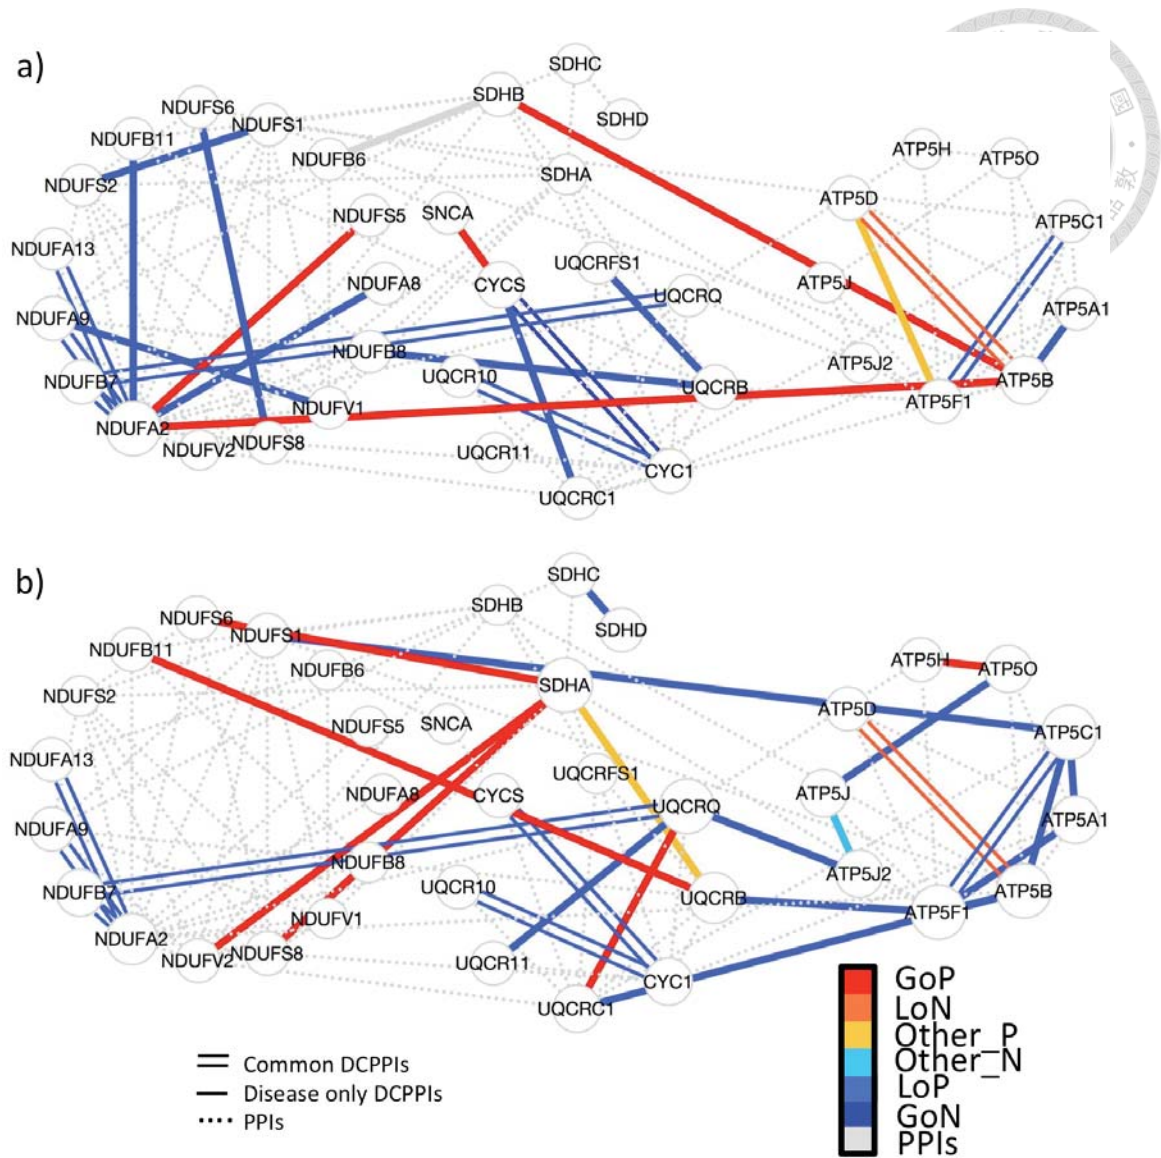 a)
SDHC
SDHB
NDUFS6
SDHD
NDUFS1
NDUFB11
NDUFB6
ATP5H
ATP5O
國
NDUFS2
SDHA
教
ATP5D
NDUFS5
SNCA
ATP5C1
NDUFA13
UQCRFS1
NDUFA8
CYCS
ATP5J
UQCRQ
ATP5A1
NDUFA9
NDUFB8
ATP5J2
UQCR10
NDUFB7
ATP5B
UQCRB
NDUFV1
ATP5F1
NDUFA2
NDUFV2
NDUFS8
UQCR11
CYC1
UQCRC1
b)
SDHC
SDHB
NDUFS6
SDHD
NDUFS1
NDUFB11
NDUFB6
ATP5H
ATP5O
NDUFS2
SDHA
ATP5D
NDUFS5
SNCA
ATP5C1
NDUFA13
UQCRFS1
NDUFA8
CYCS
ATP5J
UQCRQ
ATP5A1
NDUFA9
NDUFB8
ATP5J2
UQCR10
NDUFB7
ATP5B
UQCRB
NDUFV1
ATP5F1
NDUFA2
NDUFV2
NDUFS8
UQCR11
CYC1
UQCRC1
GoP
LoN
Other_P
Other_N
LoP
GoN
PPIs
Common DCPPIs
Disease only DCPPIs
PPIs